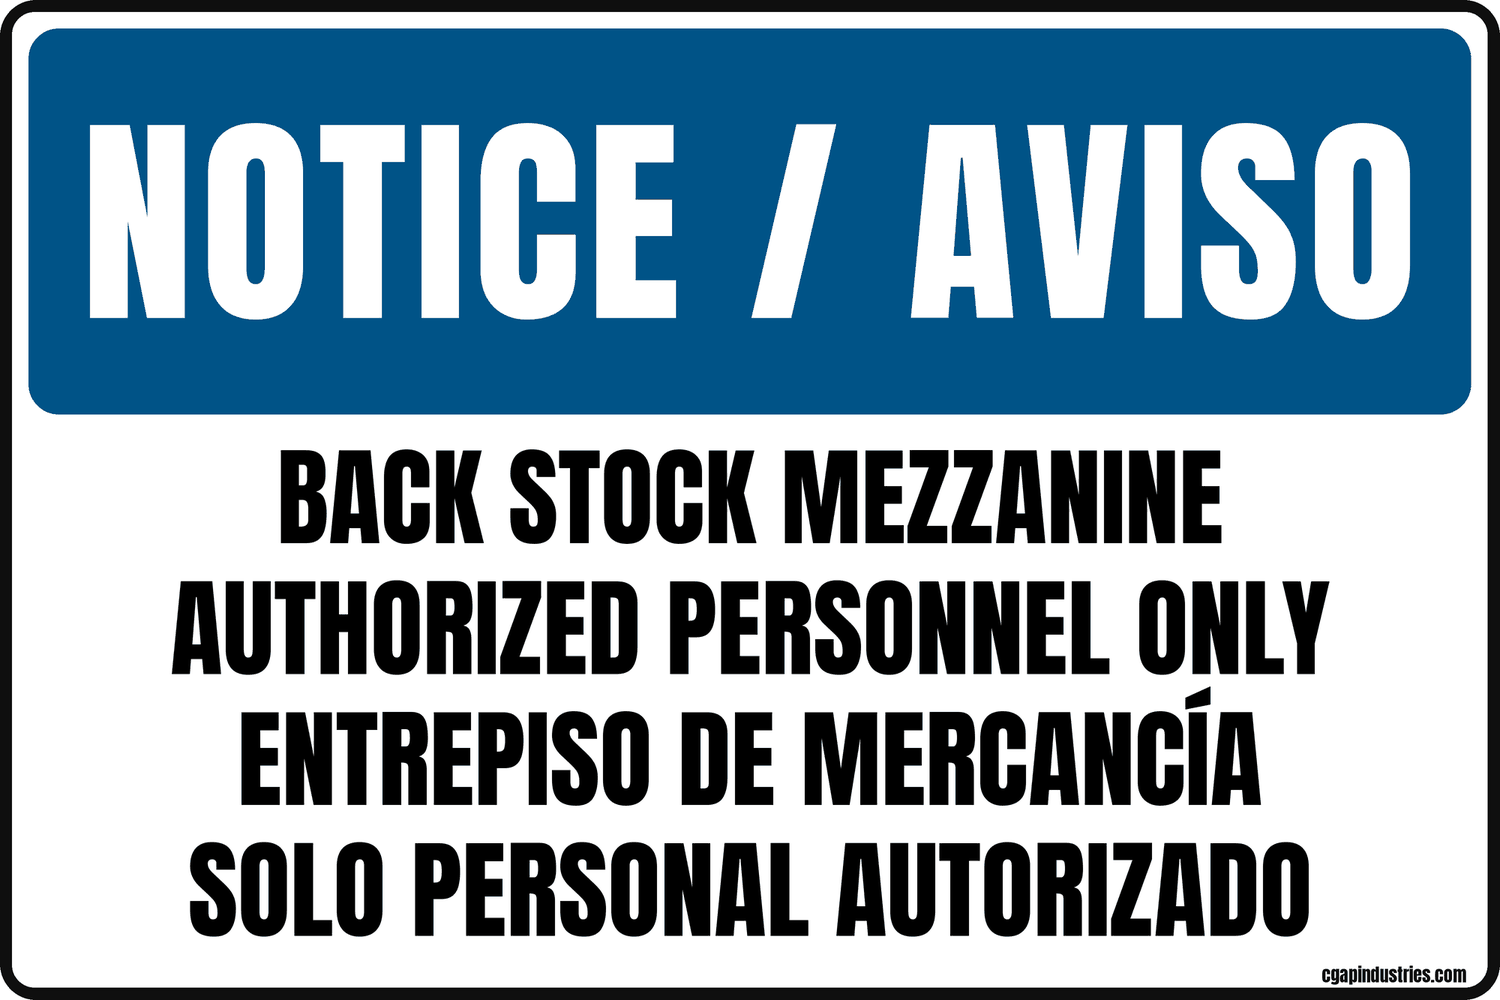 NOTICE / AVISO
BACK STOCK MEZZANINE
AUTHORIZED PERSONNEL ONLY
ENTREPISO DE MERCANCÍA
SOLO PERSONAL AUTORIZADO
cgapindustries.com